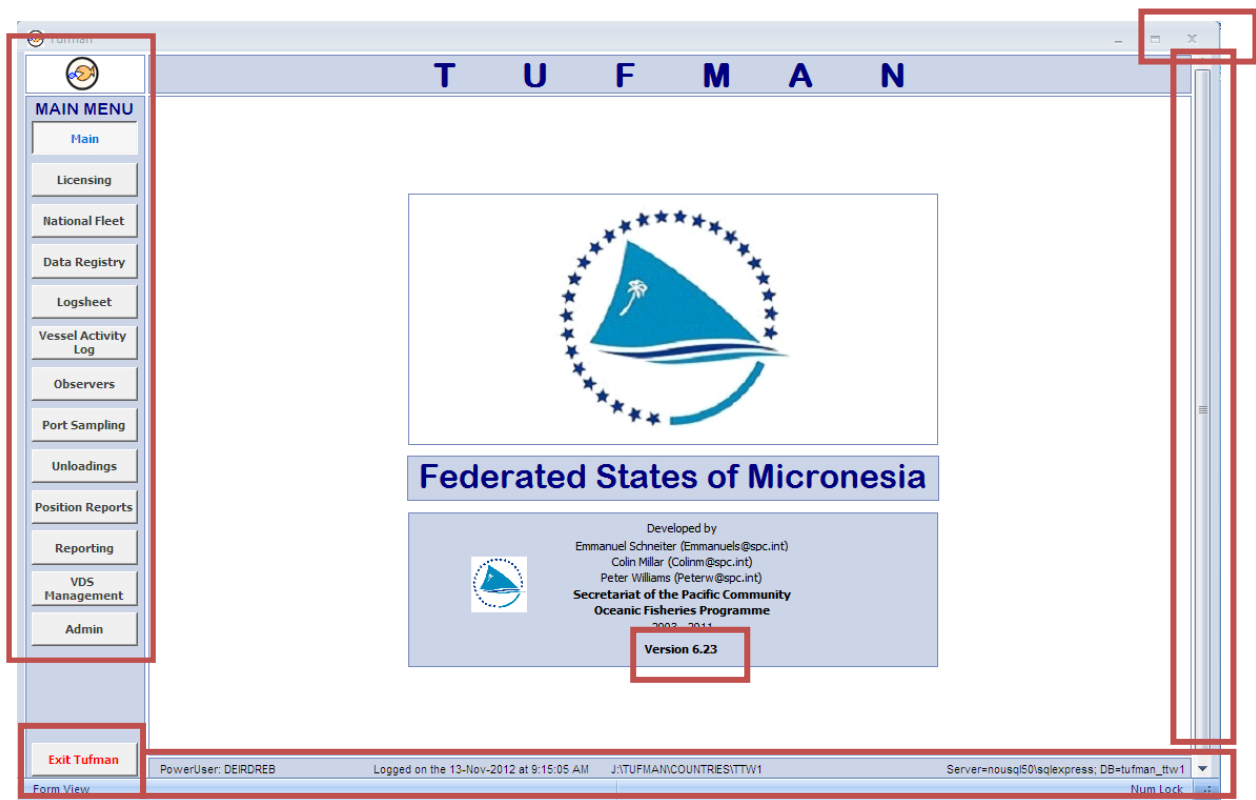 Tufman
T U F M A N
MAIN MENU
Main
Licensing
National Fleet
Data Registry
Logsheet
Vessel Activity
Log
Observers
Port Sampling
Unloadings
Position Reports
Reporting
VDS
Management
Admin
Exit Tufman
Federated States of Micronesia
Developed by
Emmanuel Schneiter (Emmanuels@spc.int)
Colin Millar (Colinm@spc.int)
Peter Williams (Peterw@spc.int)
Secretariat of the Pacific Community
Oceanic Fisheries Programme
2003 - 2011
Version 6.23
PowerUser: DEIRDREB Logged on the 13-Nov-2012 at 9:15:05 AM J:\TUFMAN\COUNTRIES\TTW1 Server=nousql50\sqlexpress; DB=tufman_ttw1
Form View Num Lock